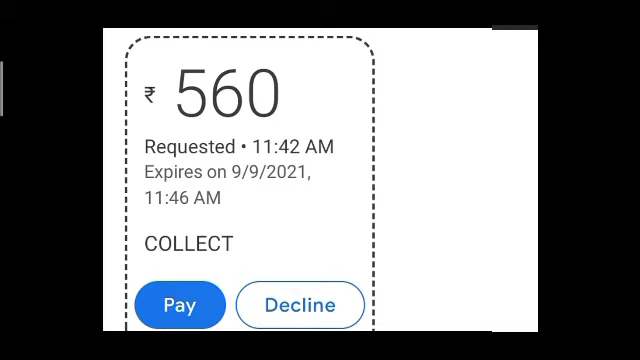 ₹ 560
Requested • 11:42 AM
Expires on 9/9/2021,
11:46 AM
COLLECT
Pay Decline